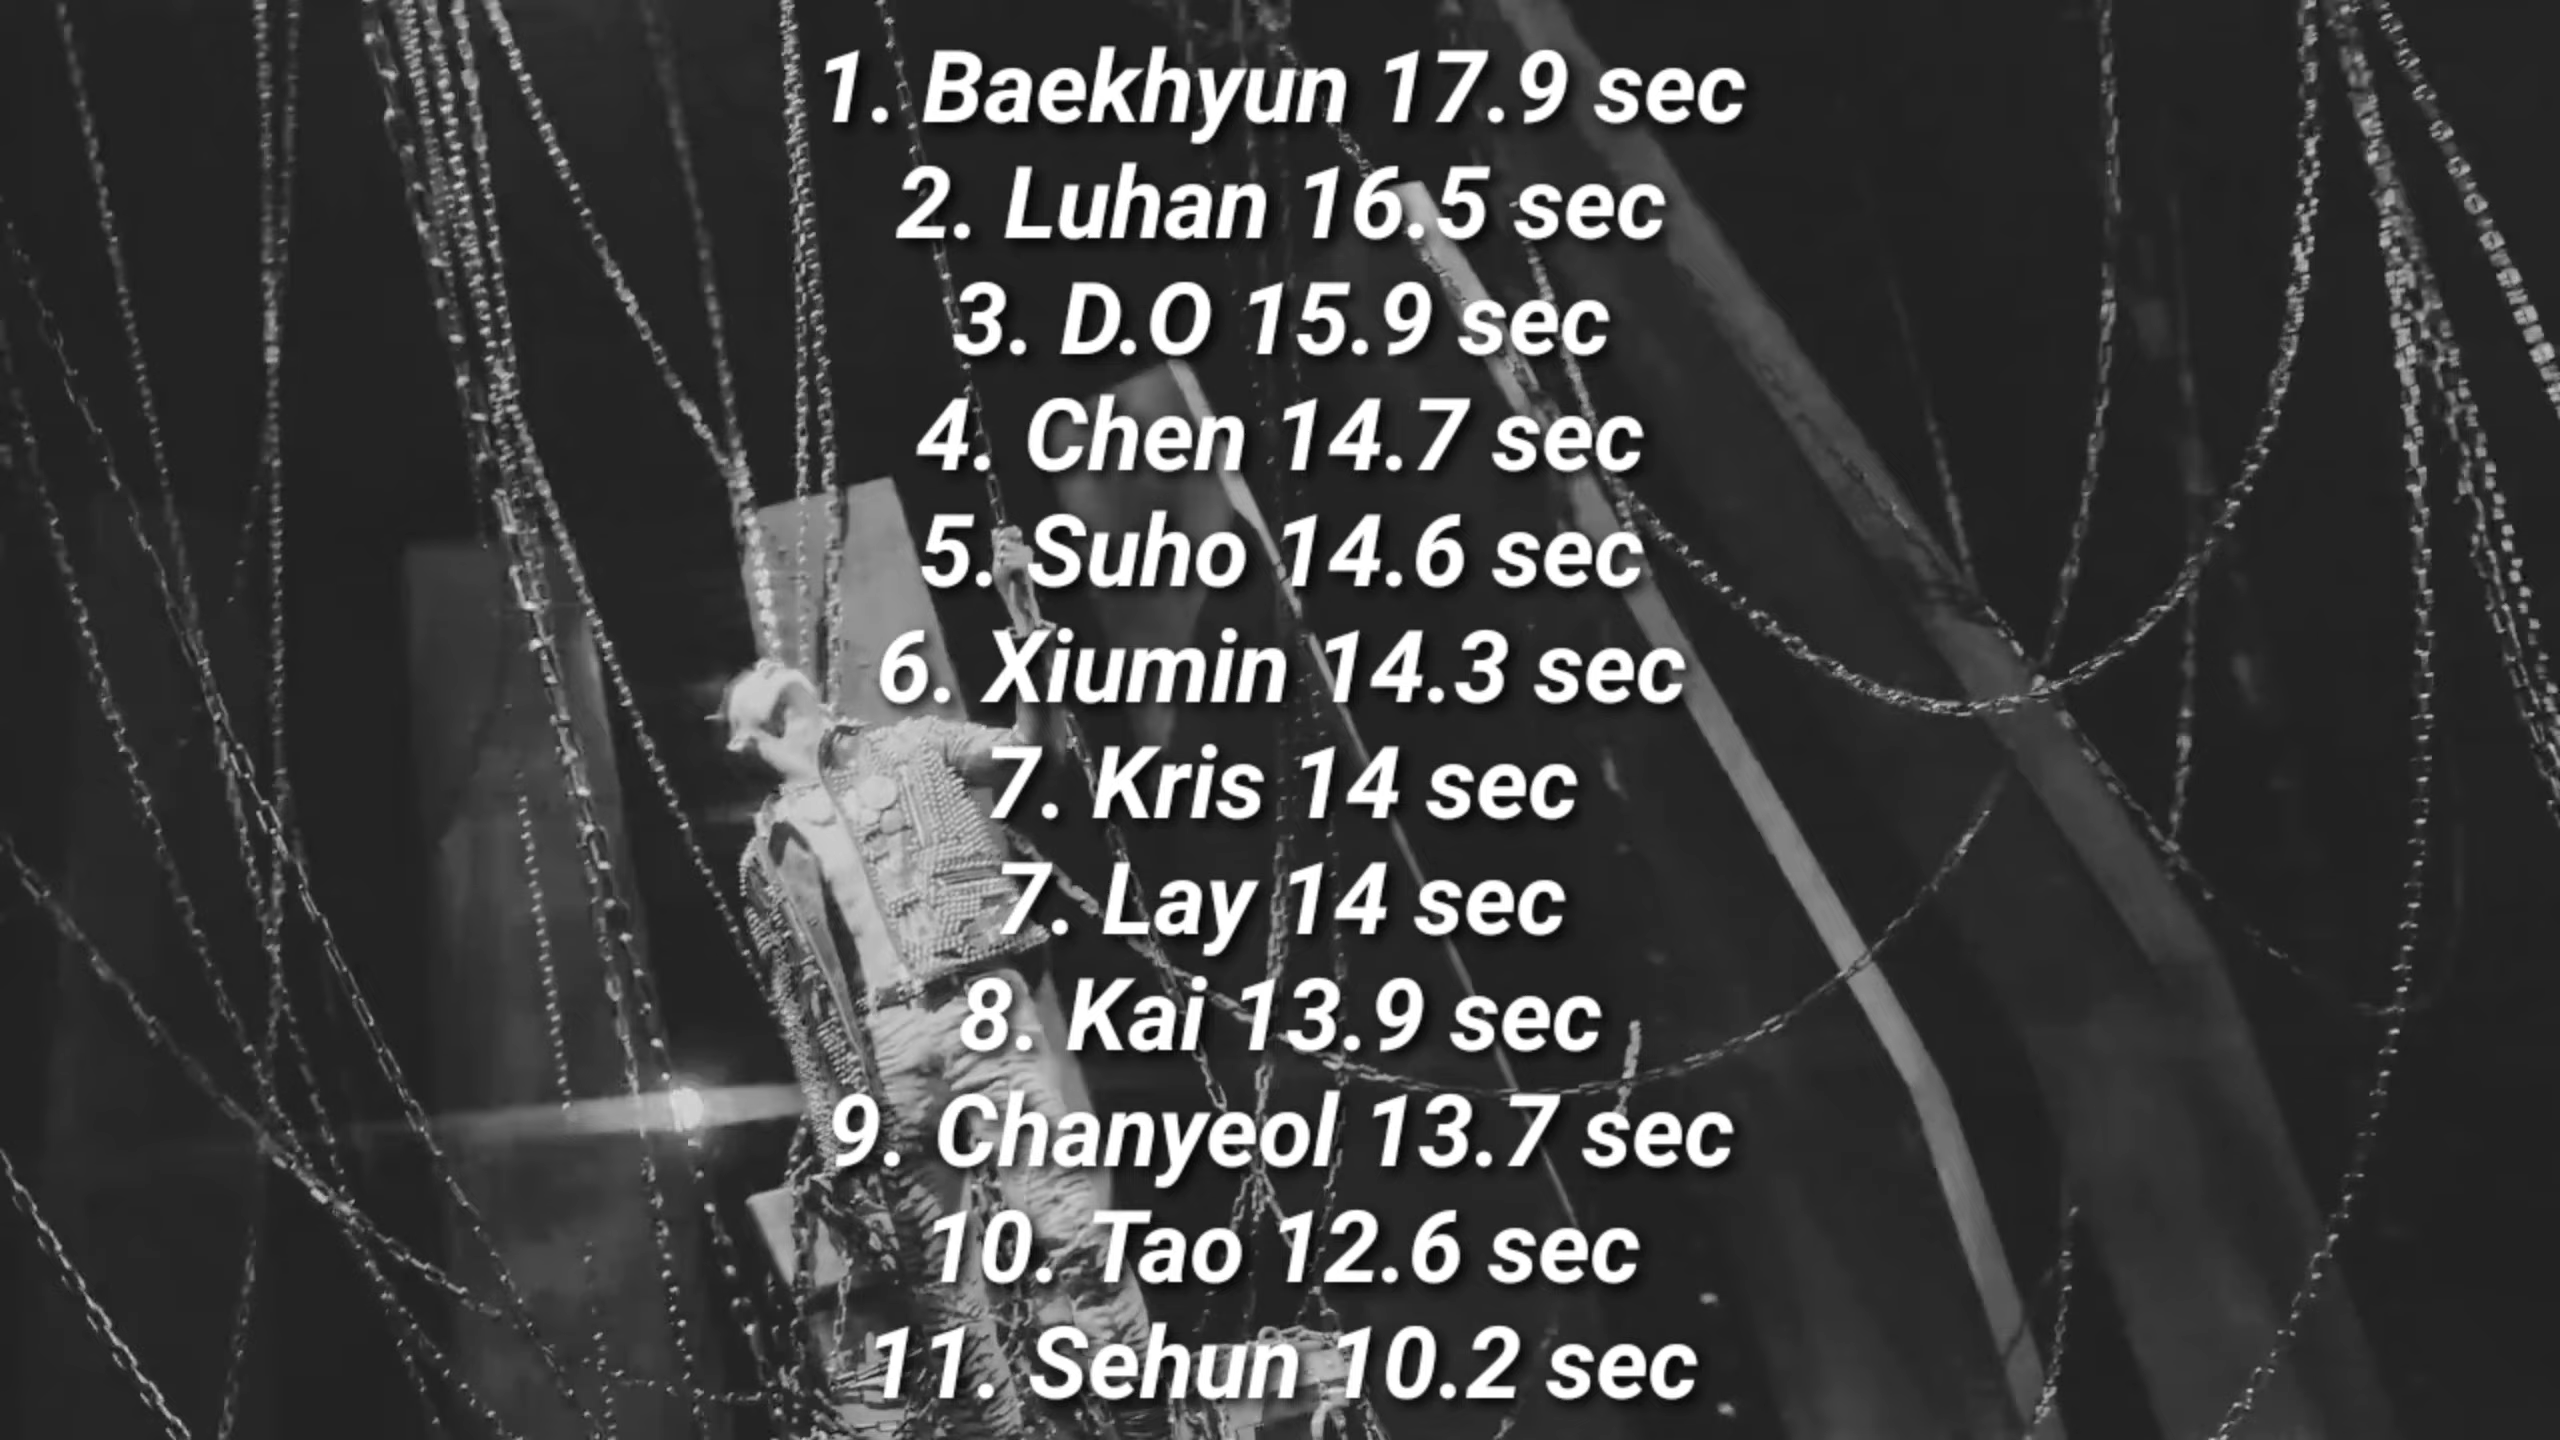 1. Baekhyun 17.9 sec
2. Luhan 16.5 sec
3. D.O 15.9 sec
4. Chen 14.7 sec
5. Suho 14.6 sec
6. Xiumin 14.3 sec
7. Kris 14 sec
7. Lay 14 sec
8. Kai 13.9 sec
9. Chanyeol 13.7 sec
10. Tao 12.6 sec
11. Sehun 10.2 sec